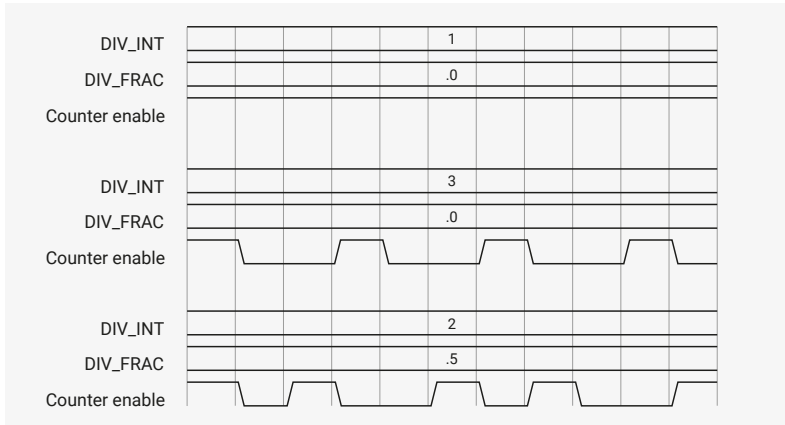 DIV_INT 1
DIV_FRAC .0
Counter enable
DIV_INT 3
DIV_FRAC .0
Counter enable
DIV_INT 2
DIV_FRAC .5
Counter enable